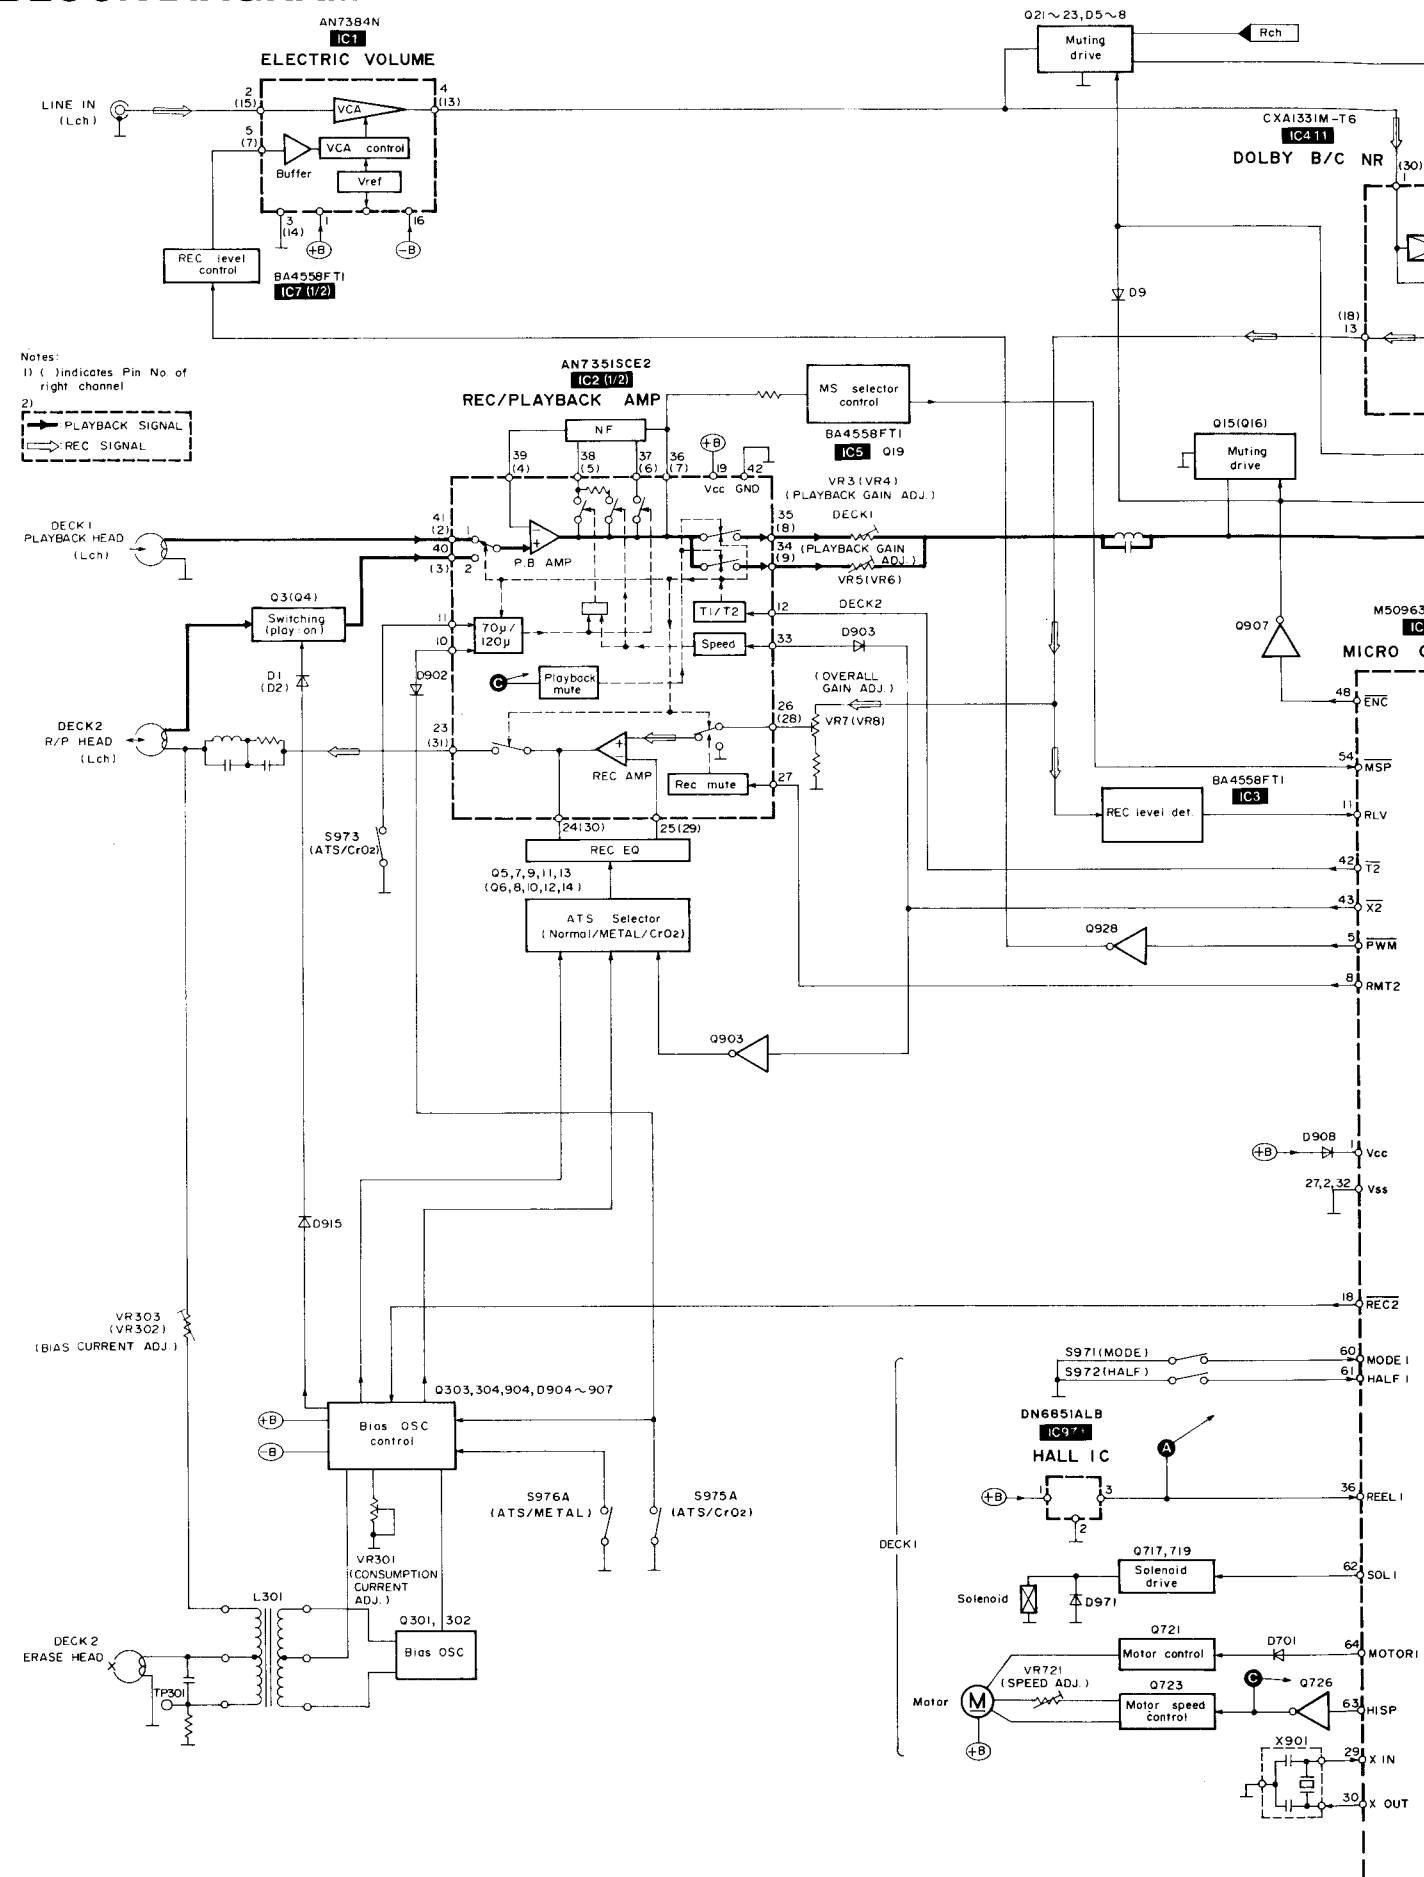 AN7384N
IC1
ELECTRIC VOLUME
LINE IN
(Lch)
2
(15)
4
(13)
VCA
5
(7)
Buffer
VCA control
Vref
3
(14)
1
16
+B
-B
REC level
control
BA4558FT1
IC7 (1/2)
Q21~23,D5~8
Muting
drive
Rch
CXA1331M-T6
IC411
DOLBY B/C NR
(30)
1
D9
(18)
13
Notes:
1) ( )indicates Pin No. of
right channel
2)
:PLAYBACK SIGNAL
:REC SIGNAL
AN7351SCE2
IC2 (1/2)
REC/PLAYBACK AMP
MS selector
control
BA4558FT1
IC5 Q19
NF
39
(4)
38
(5)
37
(6)
36
(7)
+B
19
42
Vcc GND
VR3(VR4)
(PLAYBACK GAIN ADJ.)
DECK1
Q15(Q16)
Muting
drive
DECK1
PLAYBACK HEAD
(Lch)
41
(2)
40
(3)
1
2
P.B AMP
35
(8)
34
(9)
(PLAYBACK GAIN
ADJ.)
VR5(VR6)
DECK2
Q3(Q4)
Switching
(play:on)
11
10
70μ/
120μ
T1/T2
12
Speed
33
D903
D1
(D2)
D902
C
Playback
mute
(OVERALL
GAIN ADJ.)
26
(28)
VR7(VR8)
DECK2
R/P HEAD
(Lch)
23
(31)
REC AMP
Rec mute
27
24(30)
25(29)
REC EQ
S973
(ATS/CrO2)
Q5,7,9,11,13
(Q6,8,10,12,14)
ATS Selector
(Normal/METAL/CrO2)
Q907
M50963
IC
MICRO C
48
ENC
54
MSP
BA4558FT1
IC3
REC level det.
11
RLV
42
T2
43
X2
Q928
5
PWM
8
RMT2
Q903
+B
D908
1
Vcc
27,2,32
Vss
D915
18
REC2
VR303
(VR302)
(BIAS CURRENT ADJ.)
Q303,304,904,D904~907
+B
-B
Bias OSC
control
S976A
(ATS/METAL)
S975A
(ATS/CrO2)
VR301
(CONSUMPTION
CURRENT
ADJ.)
L301
Q301, 302
Bias OSC
DECK2
ERASE HEAD
TP301
DECK1
S971(MODE)
60
MODE1
S972(HALF)
61
HALF1
DN6851ALB
IC971
HALL IC
A
+B
1
3
2
36
REEL1
Q717,719
Solenoid
drive
62
SOL1
Solenoid
D971
Q721
Motor control
D701
64
MOTOR1
VR721
(SPEED ADJ.)
Q723
Motor speed
control
C
Q726
63
HISP
Motor
M
+B
X901
29
X IN
30
X OUT